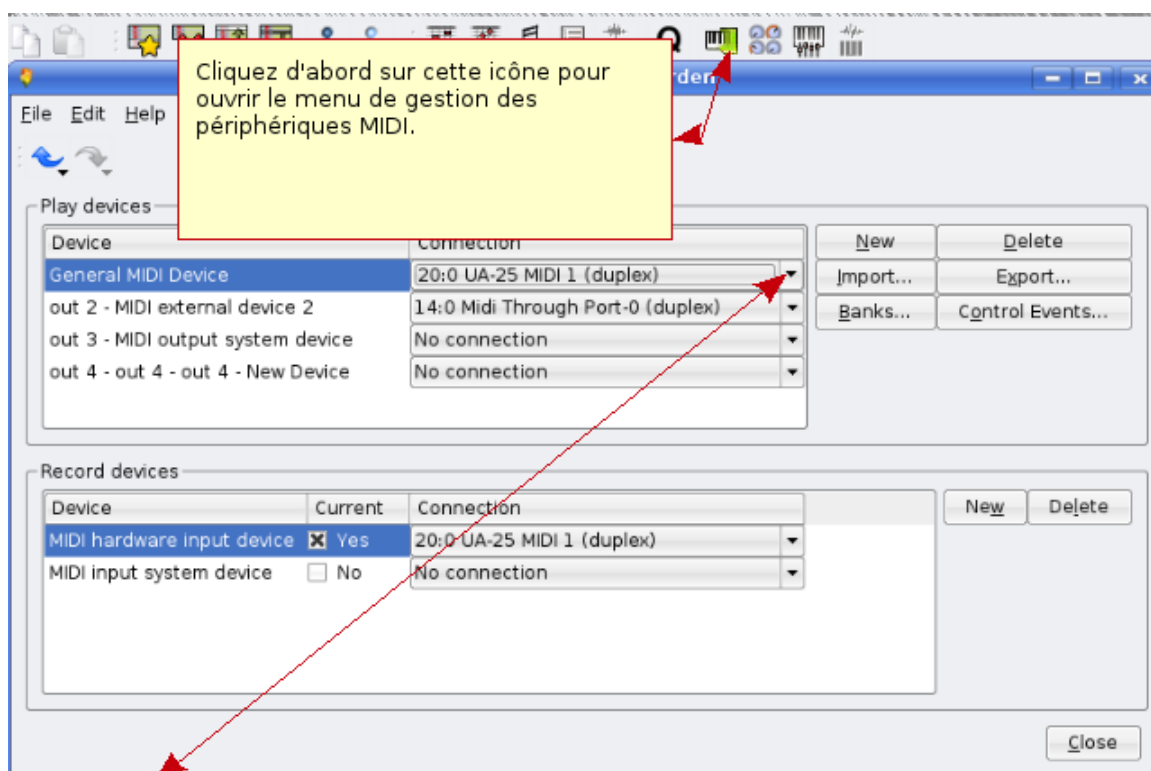 Cliquez d'abord sur cette icône pour
ouvrir le menu de gestion des
périphériques MIDI.
File Edit Help
Play devices
Device Connection New Delete
General MIDI Device 20:0 UA-25 MIDI 1 (duplex) Import... Export...
out 2 - MIDI external device 2 14:0 Midi Through Port-0 (duplex) Banks... Control Events...
out 3 - MIDI output system device No connection
out 4 - out 4 - out 4 - New Device No connection
Record devices
Device Current Connection New Delete
MIDI hardware input device Yes 20:0 UA-25 MIDI 1 (duplex)
MIDI input system device No No connection
Close